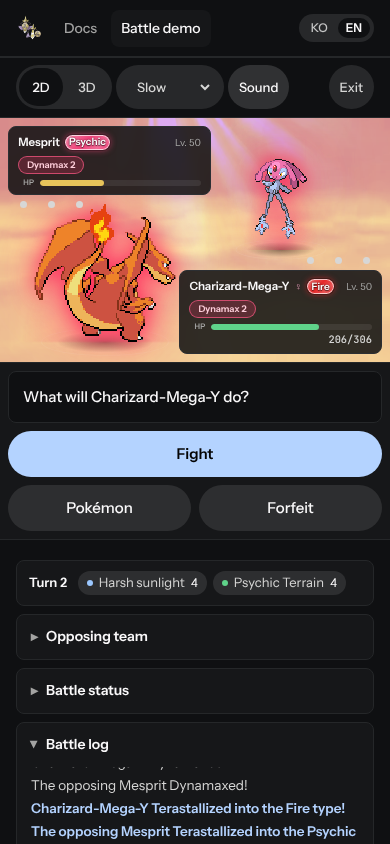 Docs Battle demo KO EN
2D 3D Slow Sound Exit
Mesprit Psychic Lv. 50
Dynamax 2
HP
Charizard-Mega-Y ♀ Fire Lv. 50
Dynamax 2
HP
206/306
What will Charizard-Mega-Y do?
Fight
Pokémon Forfeit
Turn 2 Harsh sunlight 4 Psychic Terrain 4
Opposing team
Battle status
Battle log
The opposing Mesprit Dynamaxed!
Charizard-Mega-Y Terastallized into the Fire type!
The opposing Mesprit Terastallized into the Psychic